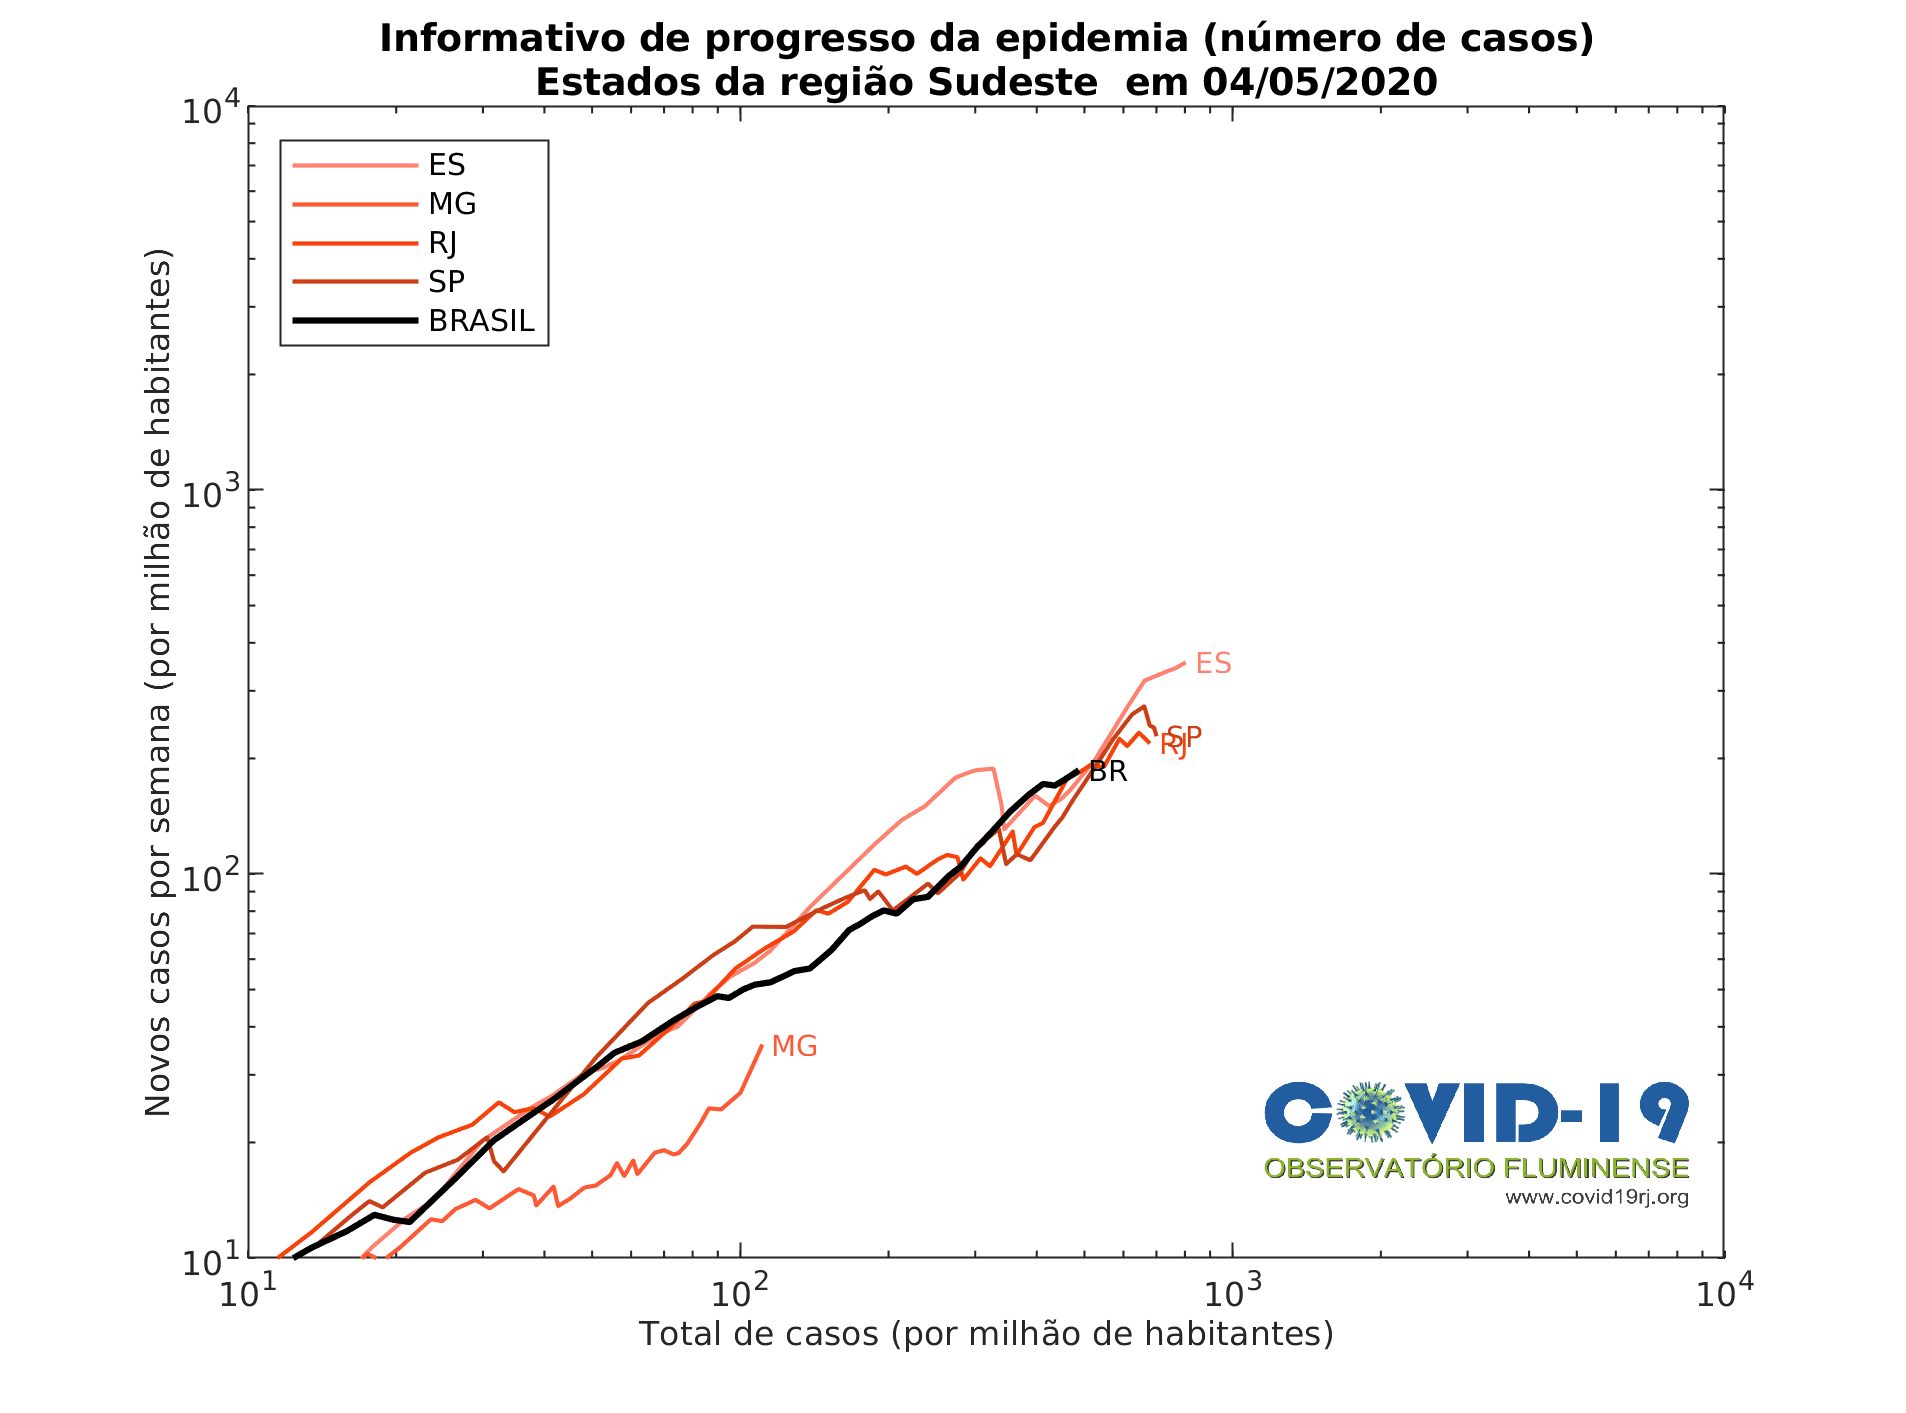 Informativo de progresso da epidemia (número de casos)
Estados da região Sudeste  em 04/05/2020
10^4
10^3
10^2
10^1
Novos casos por semana (por milhão de habitantes)
ES
MG
RJ
SP
BRASIL
ES
SP
RJ
BR
MG
COVID-19
OBSERVATÓRIO FLUMINENSE
www.covid19rj.org
10^1
10^2
10^3
10^4
Total de casos (por milhão de habitantes)